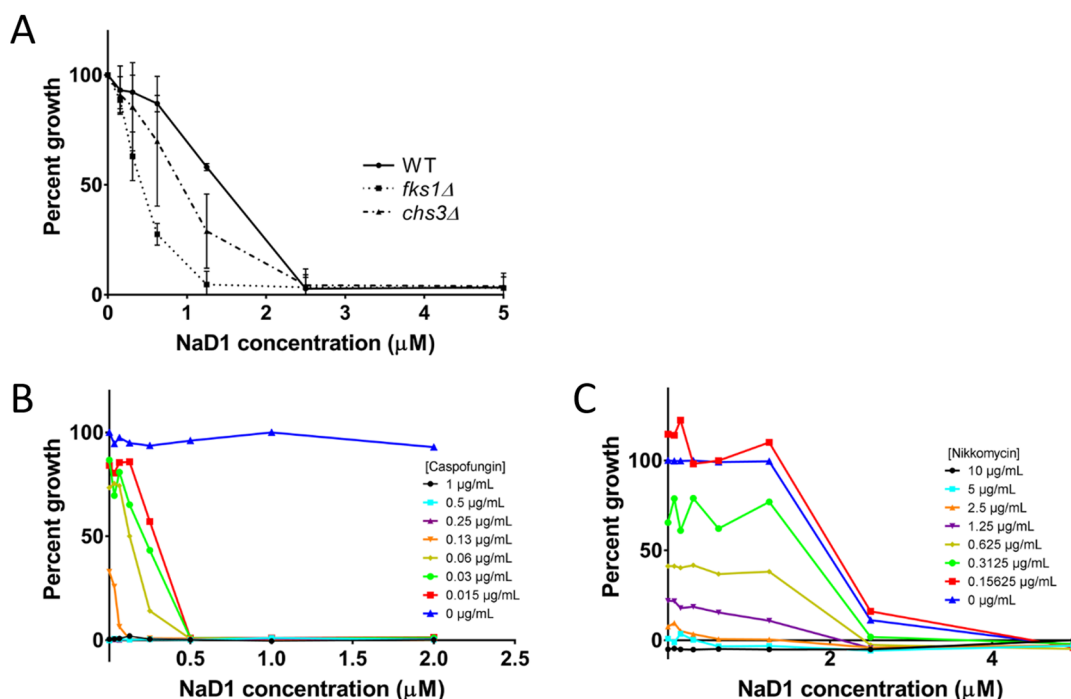 A
Percent growth
100
50
0
0 1 2 3 4 5
NaD1 concentration (μM)
WT
fks1Δ
chs3Δ
B
Percent growth
100
50
0
0.5 1.0 1.5 2.0 2.5
NaD1 concentration (μM)
[Caspofungin]
1 μg/mL
0.5 μg/mL
0.25 μg/mL
0.13 μg/mL
0.06 μg/mL
0.03 μg/mL
0.015 μg/mL
0 μg/mL
C
Percent growth
100
50
0
2 4
NaD1 concentration (μM)
[Nikkomycin]
10 μg/mL
5 μg/mL
2.5 μg/mL
1.25 μg/mL
0.625 μg/mL
0.3125 μg/mL
0.15625 μg/mL
0 μg/mL